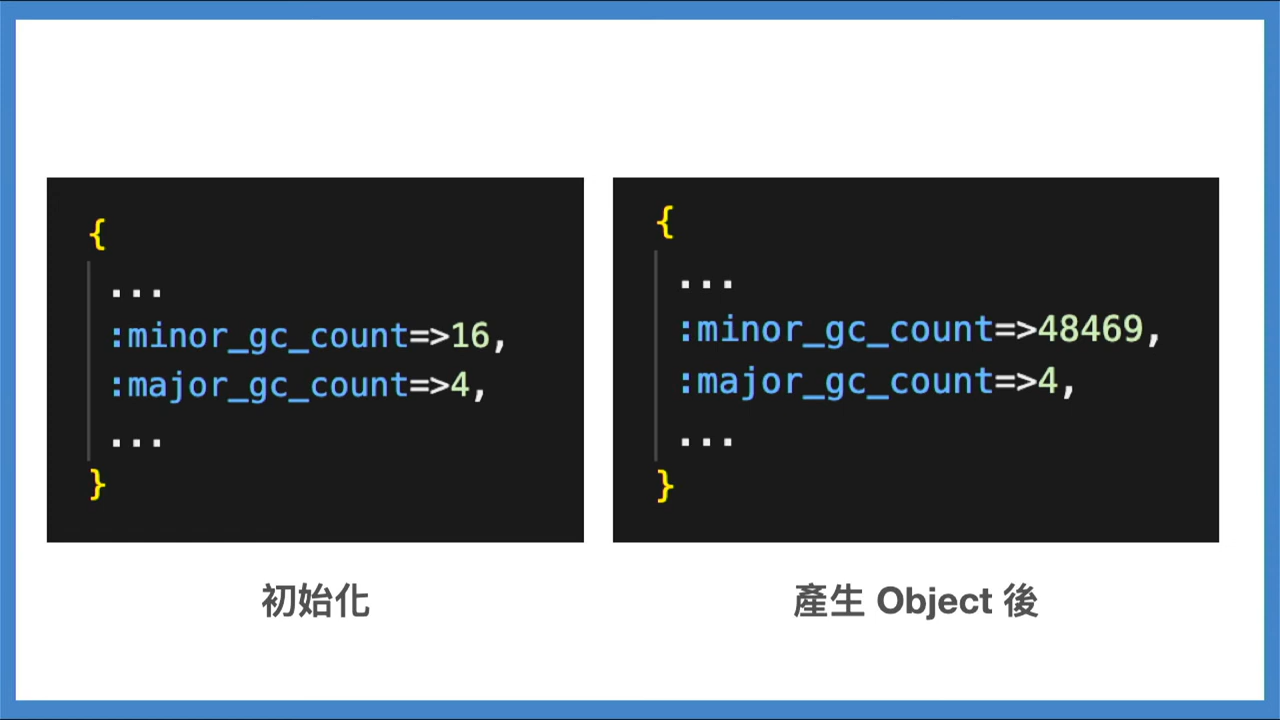 {
...
:minor_gc_count=>16,
:major_gc_count=>4,
...
}
初始化
{
...
:minor_gc_count=>48469,
:major_gc_count=>4,
...
}
產生 Object 後